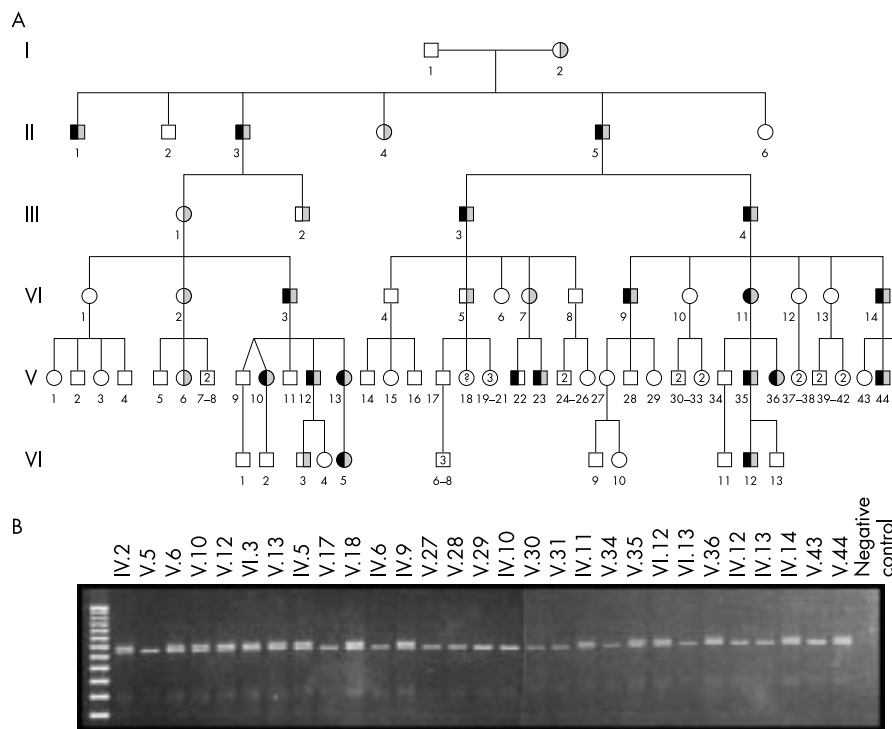 A
I
1 2
II
1 2 3 4 5 6
III
1 2 3 4
VI
1 2 3 4 5 6 7 8 9 10 11 12 13 14
V
2 ? 3 2 2 2 2 2 2
1 2 3 4 5 6 7–8 9 10 11 12 13 14 15 16 17 18 19–21 22 23 24–26 27 28 29 30–33 34 35 36 37–38 39–42 43 44
VI
3
1 2 3 4 5 6–8 9 10 11 12 13
B
IV.2 V.5 V.6 V.10 V.12 VI.3 V.13 IV.5 V.17 V.18 IV.6 IV.9 V.27 V.28 V.29 IV.10 V.30 V.31 IV.11 V.34 V.35 VI.12 VI.13 V.36 IV.12 IV.13 IV.14 V.43 V.44 Negative
control